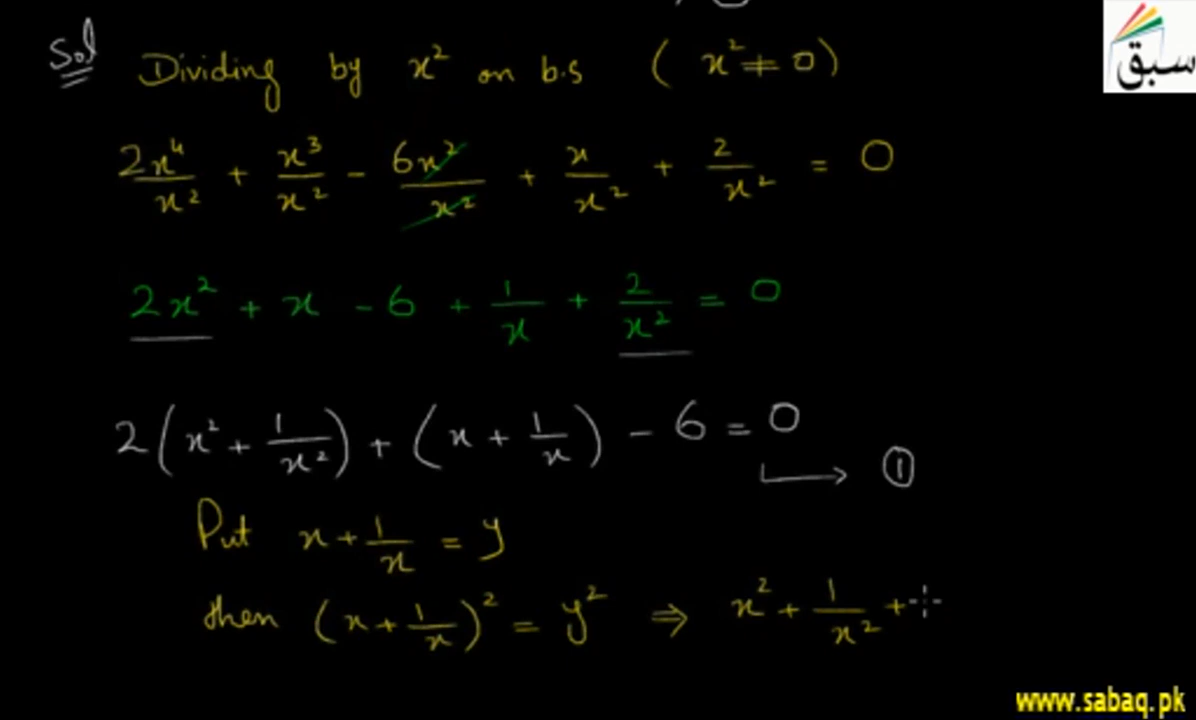 سبق
Sol Dividing by x² on b.s ( x² ≠ 0)
2x⁴/x² + x³/x² - 6x²/x² + x/x² + 2/x² = 0
2x² + x - 6 + 1/x + 2/x² = 0
2(x² + 1/x²) + (x + 1/x) - 6 = 0
①
Put x + 1/x = y
then (x + 1/x)² = y² ⇒ x² + 1/x² +
www.sabaq.pk